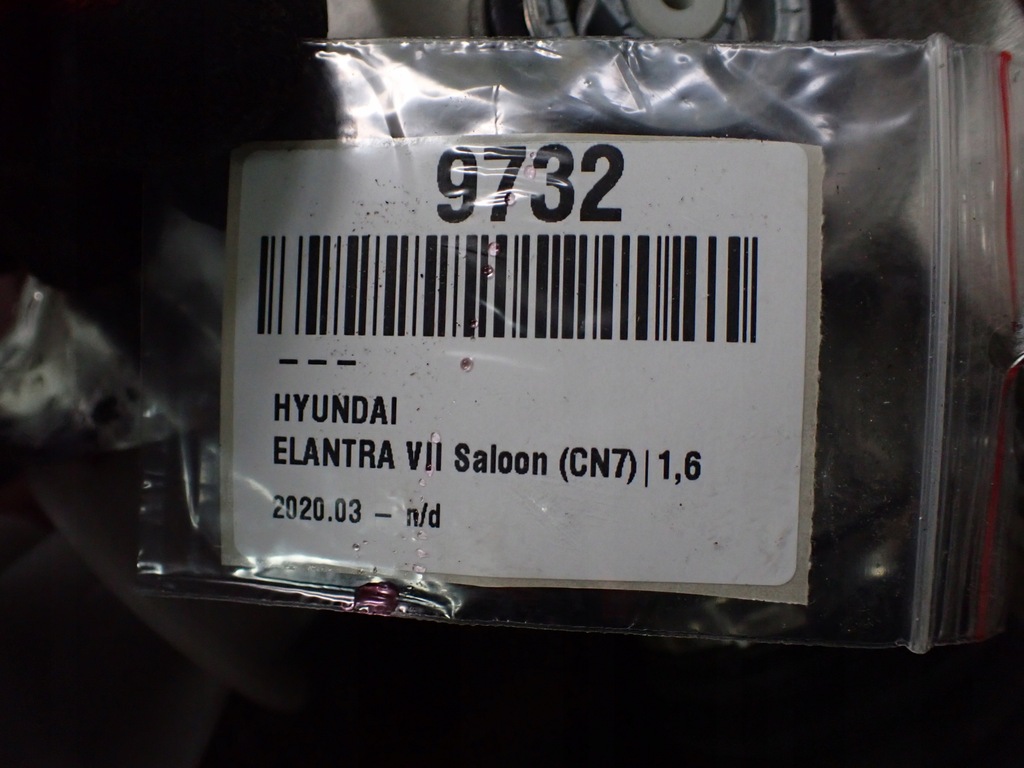 9732
– – –
HYUNDAI
ELANTRA VII Saloon (CN7)|1,6
2020.03 – n/d